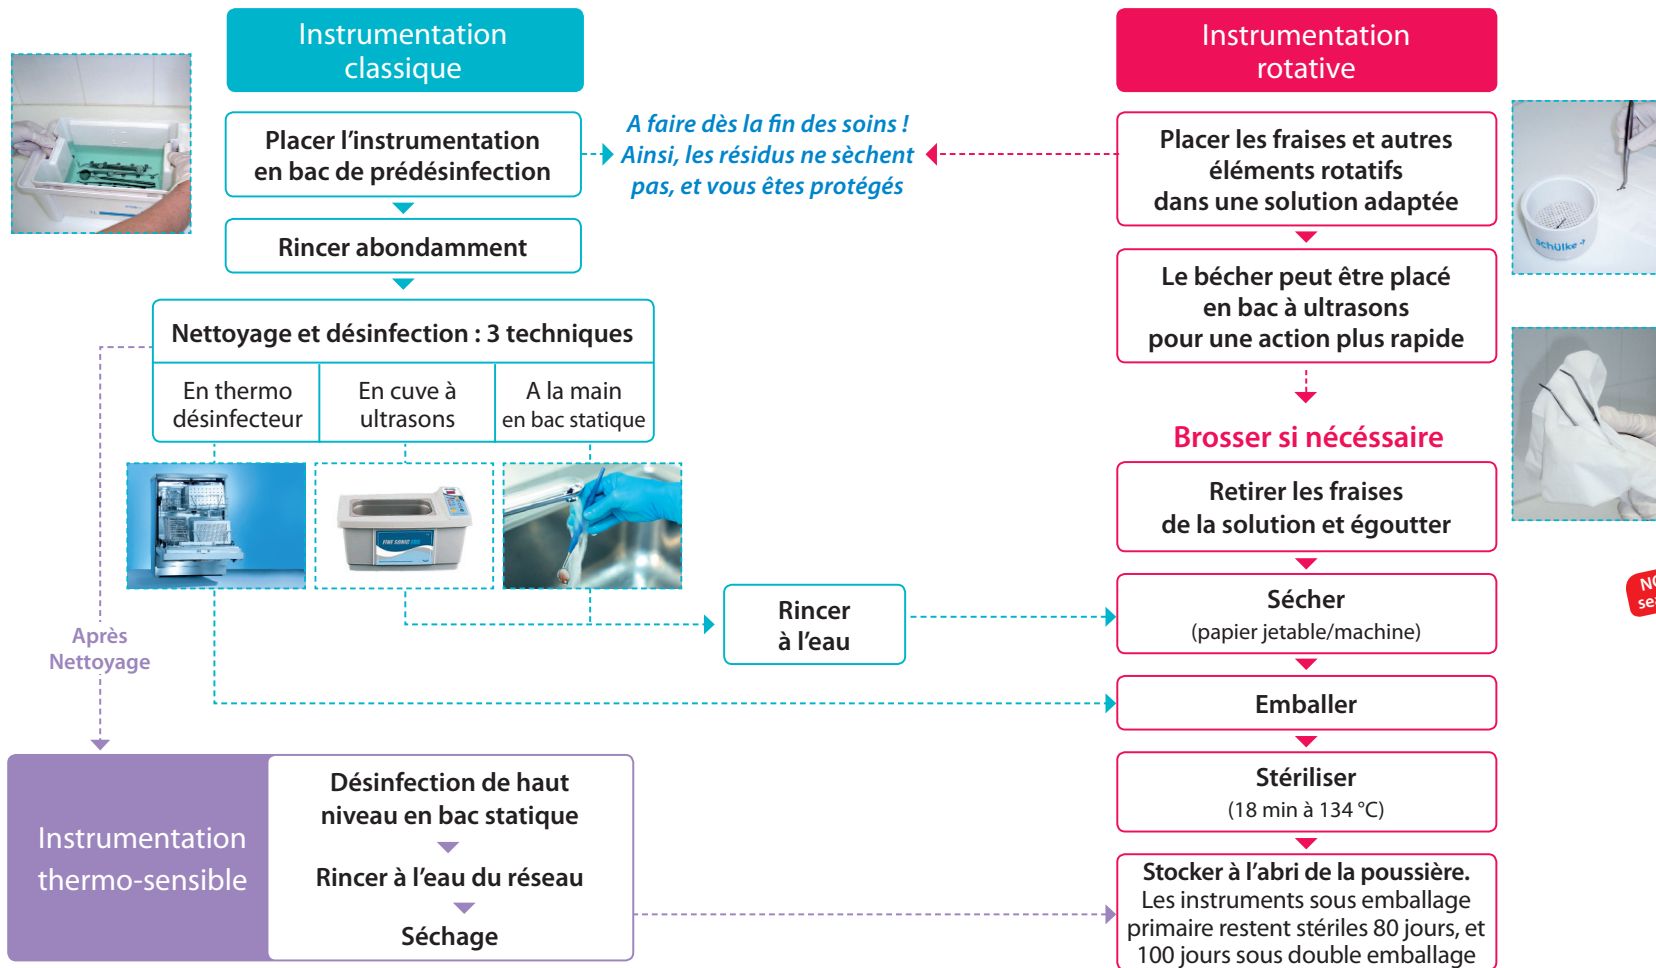 Instrumentation
classique
Placer l'instrumentation
en bac de prédésinfection
A faire dès la fin des soins !
Ainsi, les résidus ne sèchent
pas, et vous êtes protégés
Rincer abondamment
Nettoyage et désinfection : 3 techniques
En thermo
désinfecteur
En cuve à
ultrasons
A la main
en bac statique
Après
Nettoyage
Rincer
à l'eau
Instrumentation
thermo-sensible
Désinfection de haut
niveau en bac statique
Rincer à l'eau du réseau
Séchage
Instrumentation
rotative
Placer les fraises et autres
éléments rotatifs
dans une solution adaptée
schülke
Le bécher peut être placé
en bac à ultrasons
pour une action plus rapide
Brosser si nécéssaire
Retirer les fraises
de la solution et égoutter
Sécher
(papier jetable/machine)
Emballer
Stériliser
(18 min à 134 °C)
Stocker à l'abri de la poussière.
Les instruments sous emballage
primaire restent stériles 80 jours, et
100 jours sous double emballage